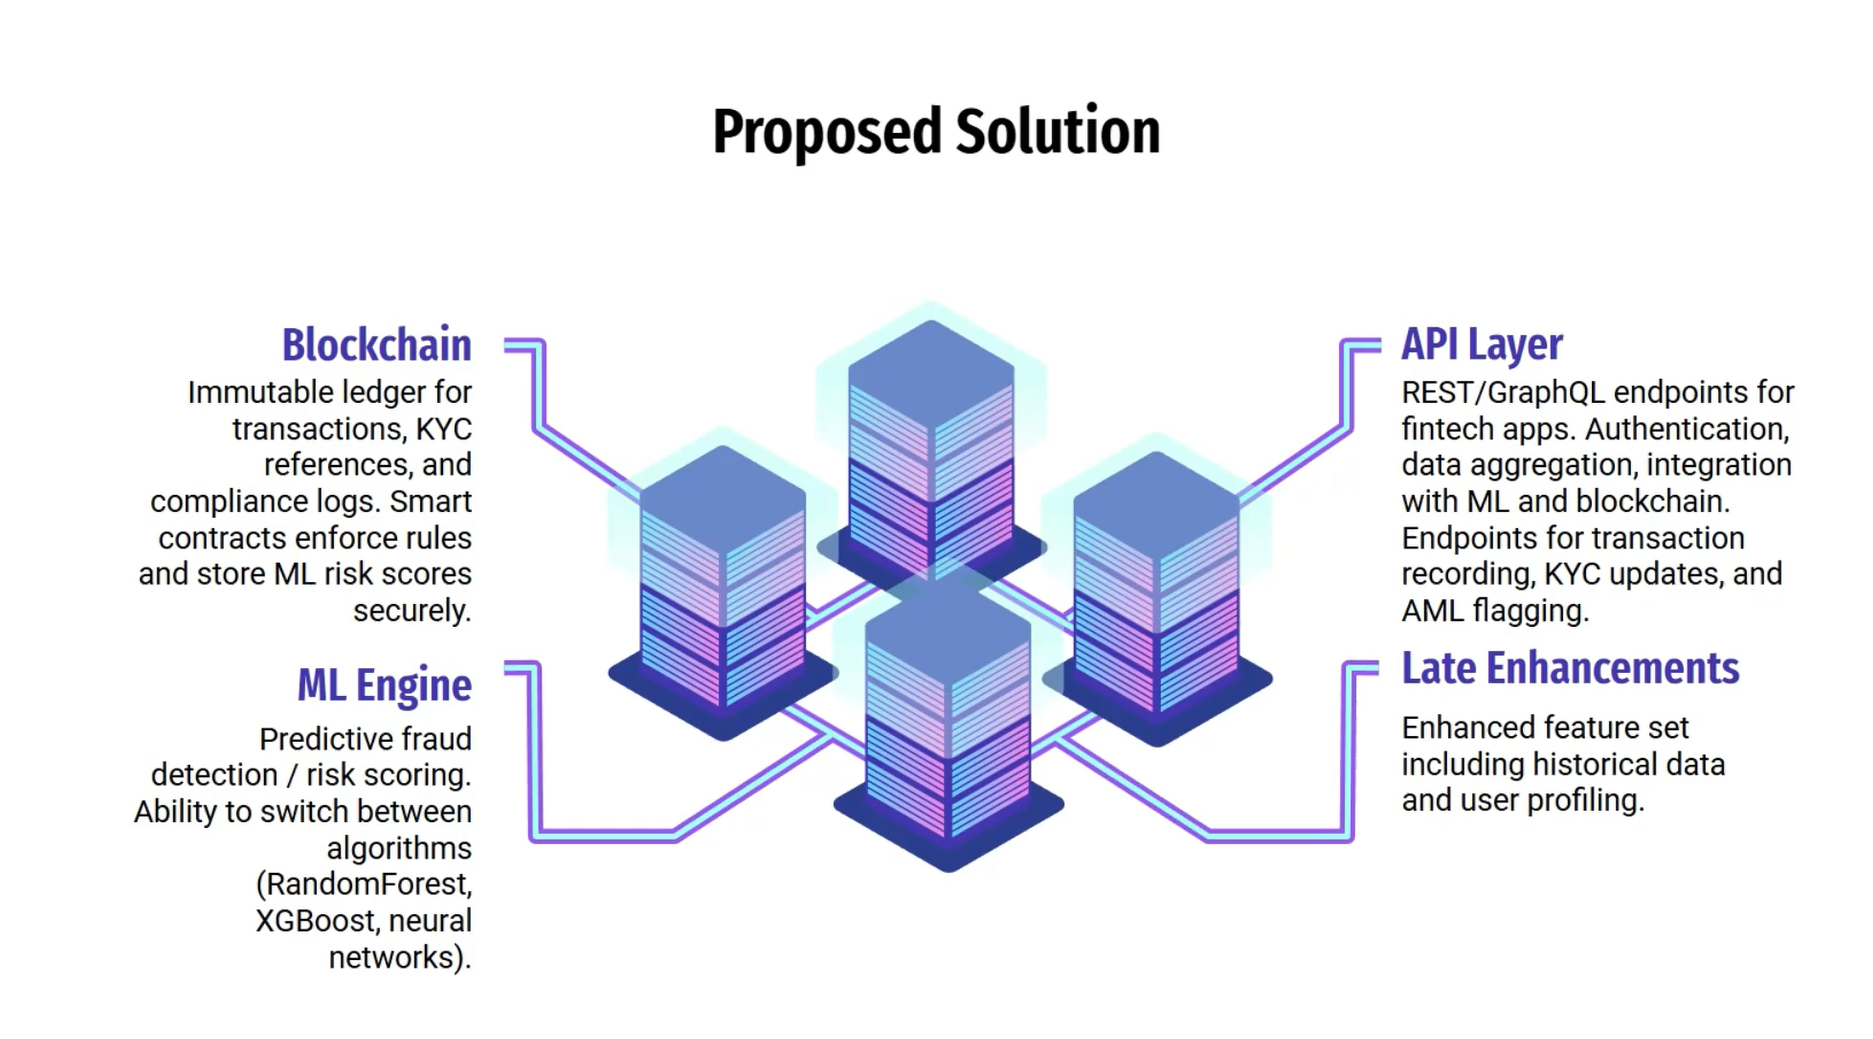 Proposed Solution
Blockchain
Immutable ledger for
transactions, KYC
references, and
compliance logs. Smart
contracts enforce rules
and store ML risk scores
securely.
ML Engine
Predictive fraud
detection / risk scoring.
Ability to switch between
algorithms
(RandomForest,
XGBoost, neural
networks).
API Layer
REST/GraphQL endpoints for
fintech apps. Authentication,
data aggregation, integration
with ML and blockchain.
Endpoints for transaction
recording, KYC updates, and
AML flagging.
Late Enhancements
Enhanced feature set
including historical data
and user profiling.